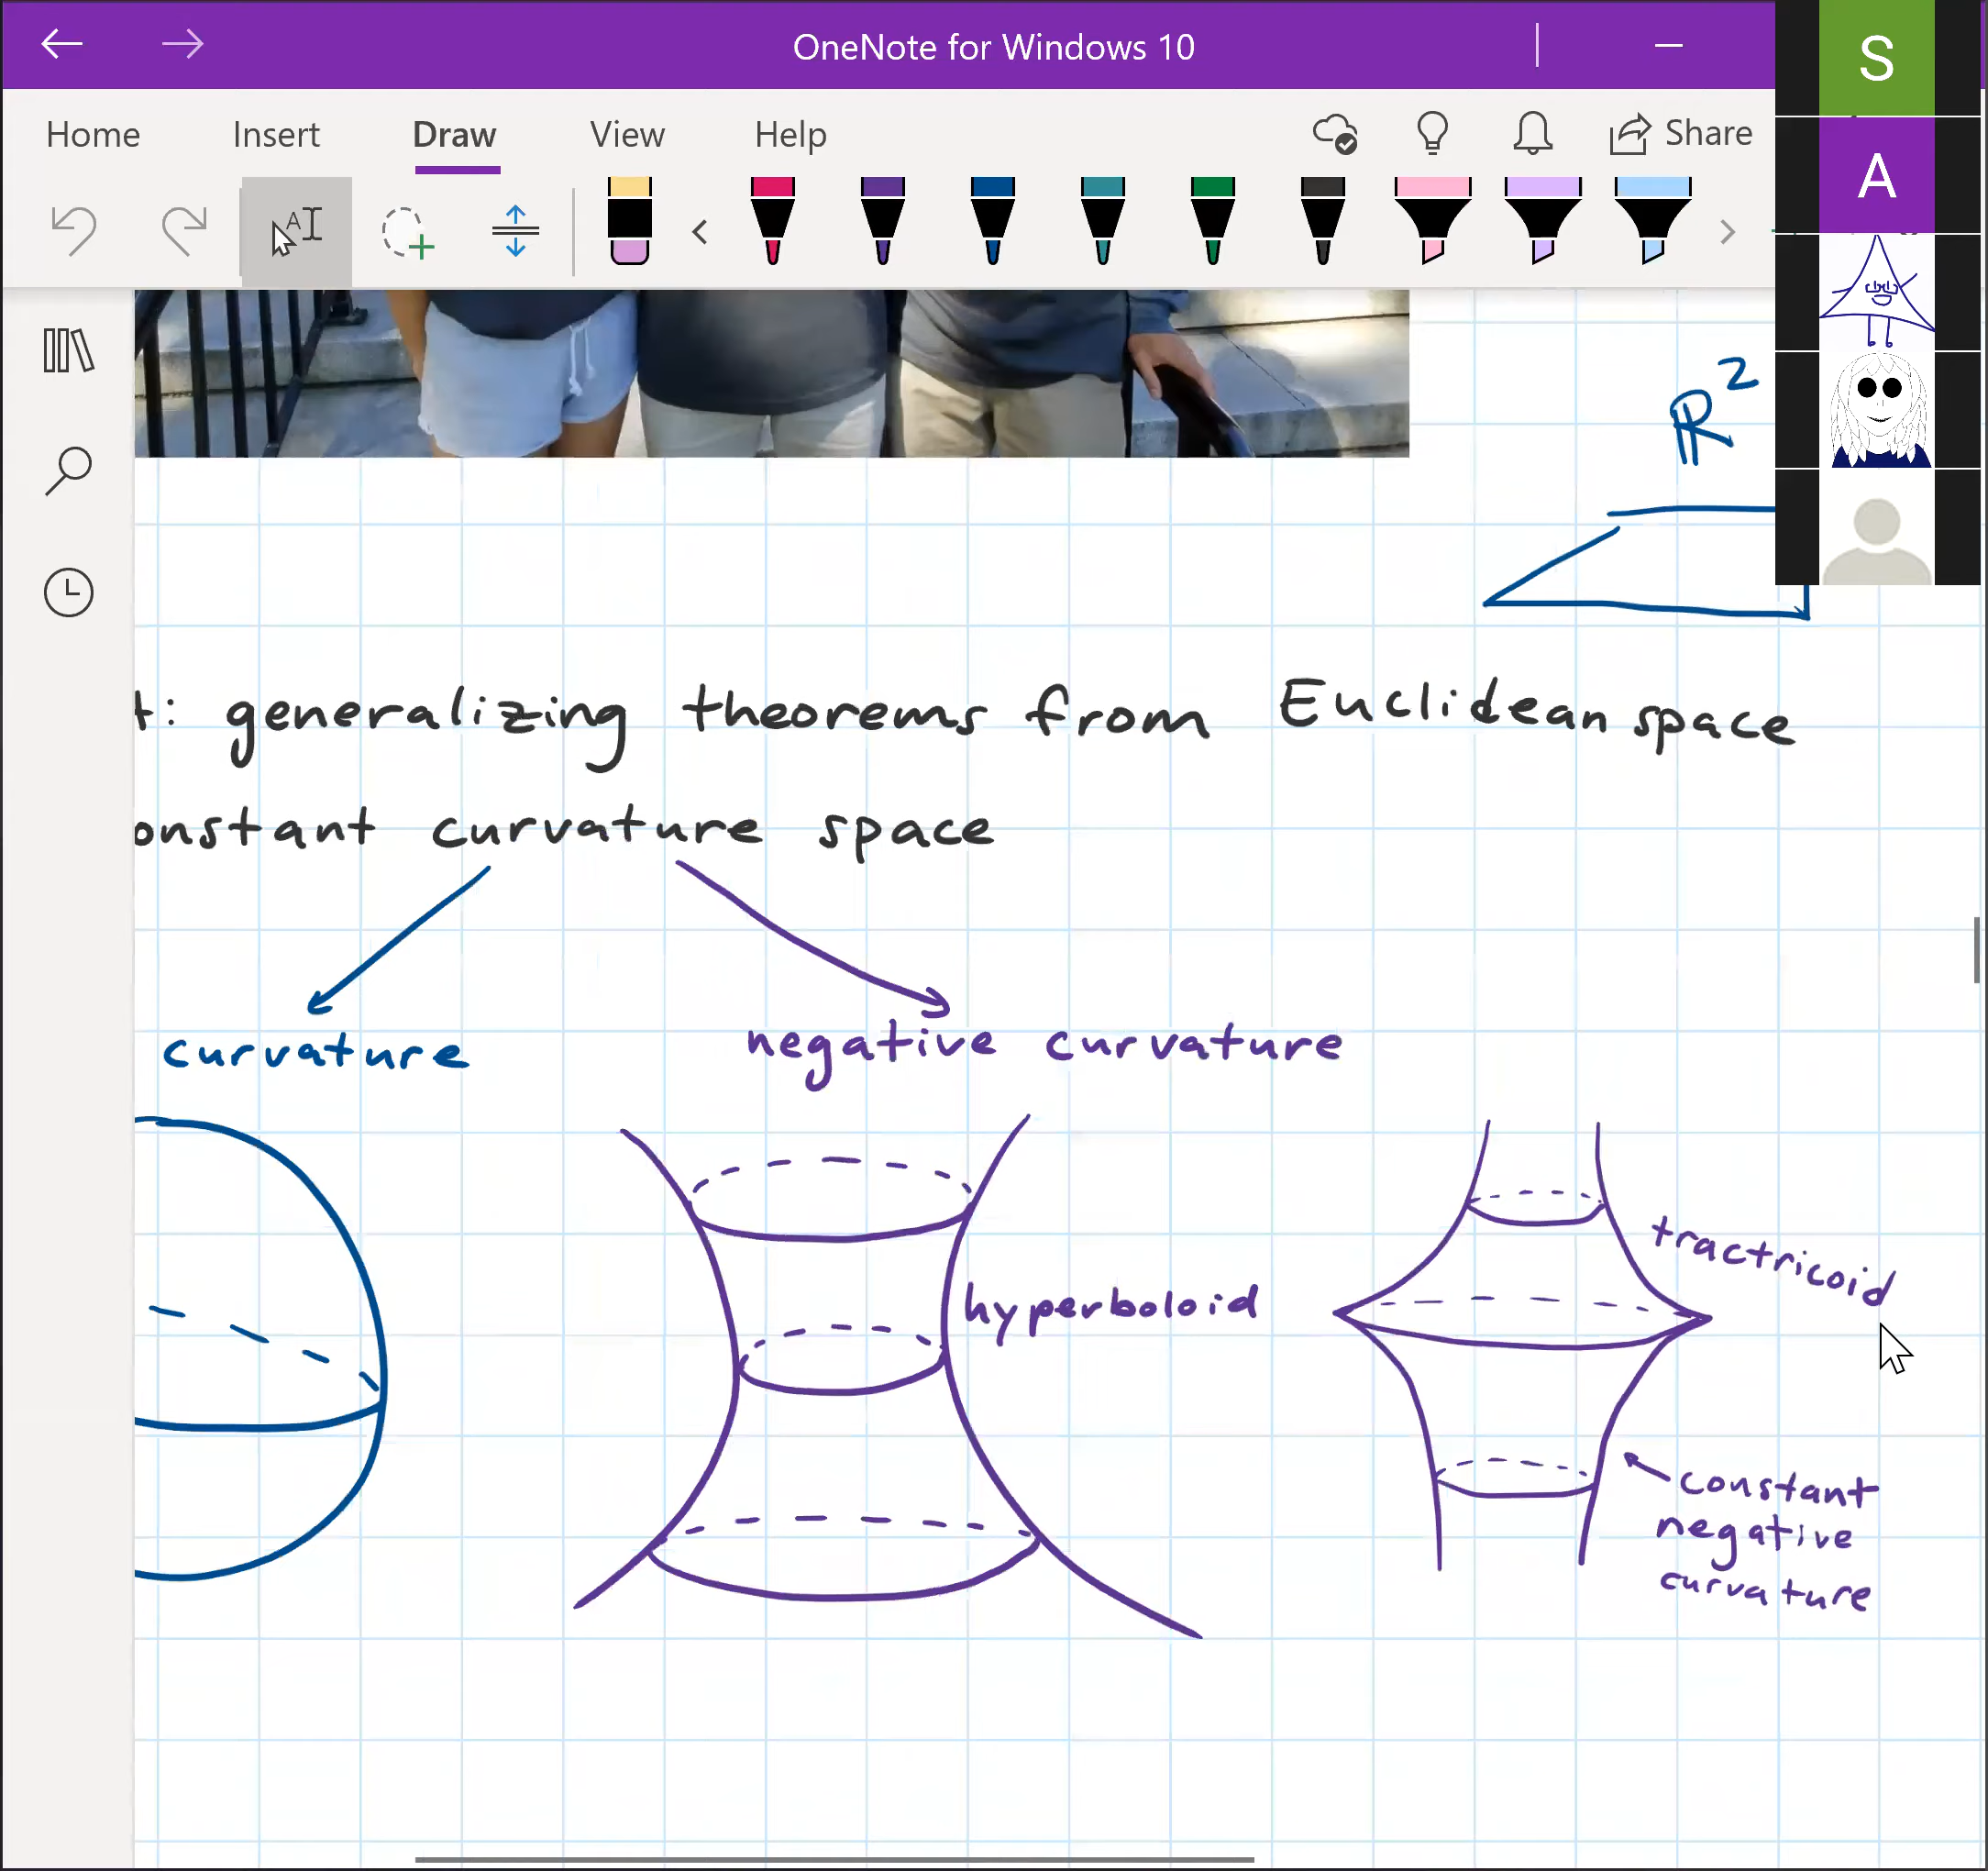 OneNote for Windows 10
Home Insert Draw View Help Share
S
A
ℝ²
t: generalizing theorems from Euclidean space
onstant curvature space
curvature
negative curvature
hyperboloid
tractricoid
constant
negative
curvature